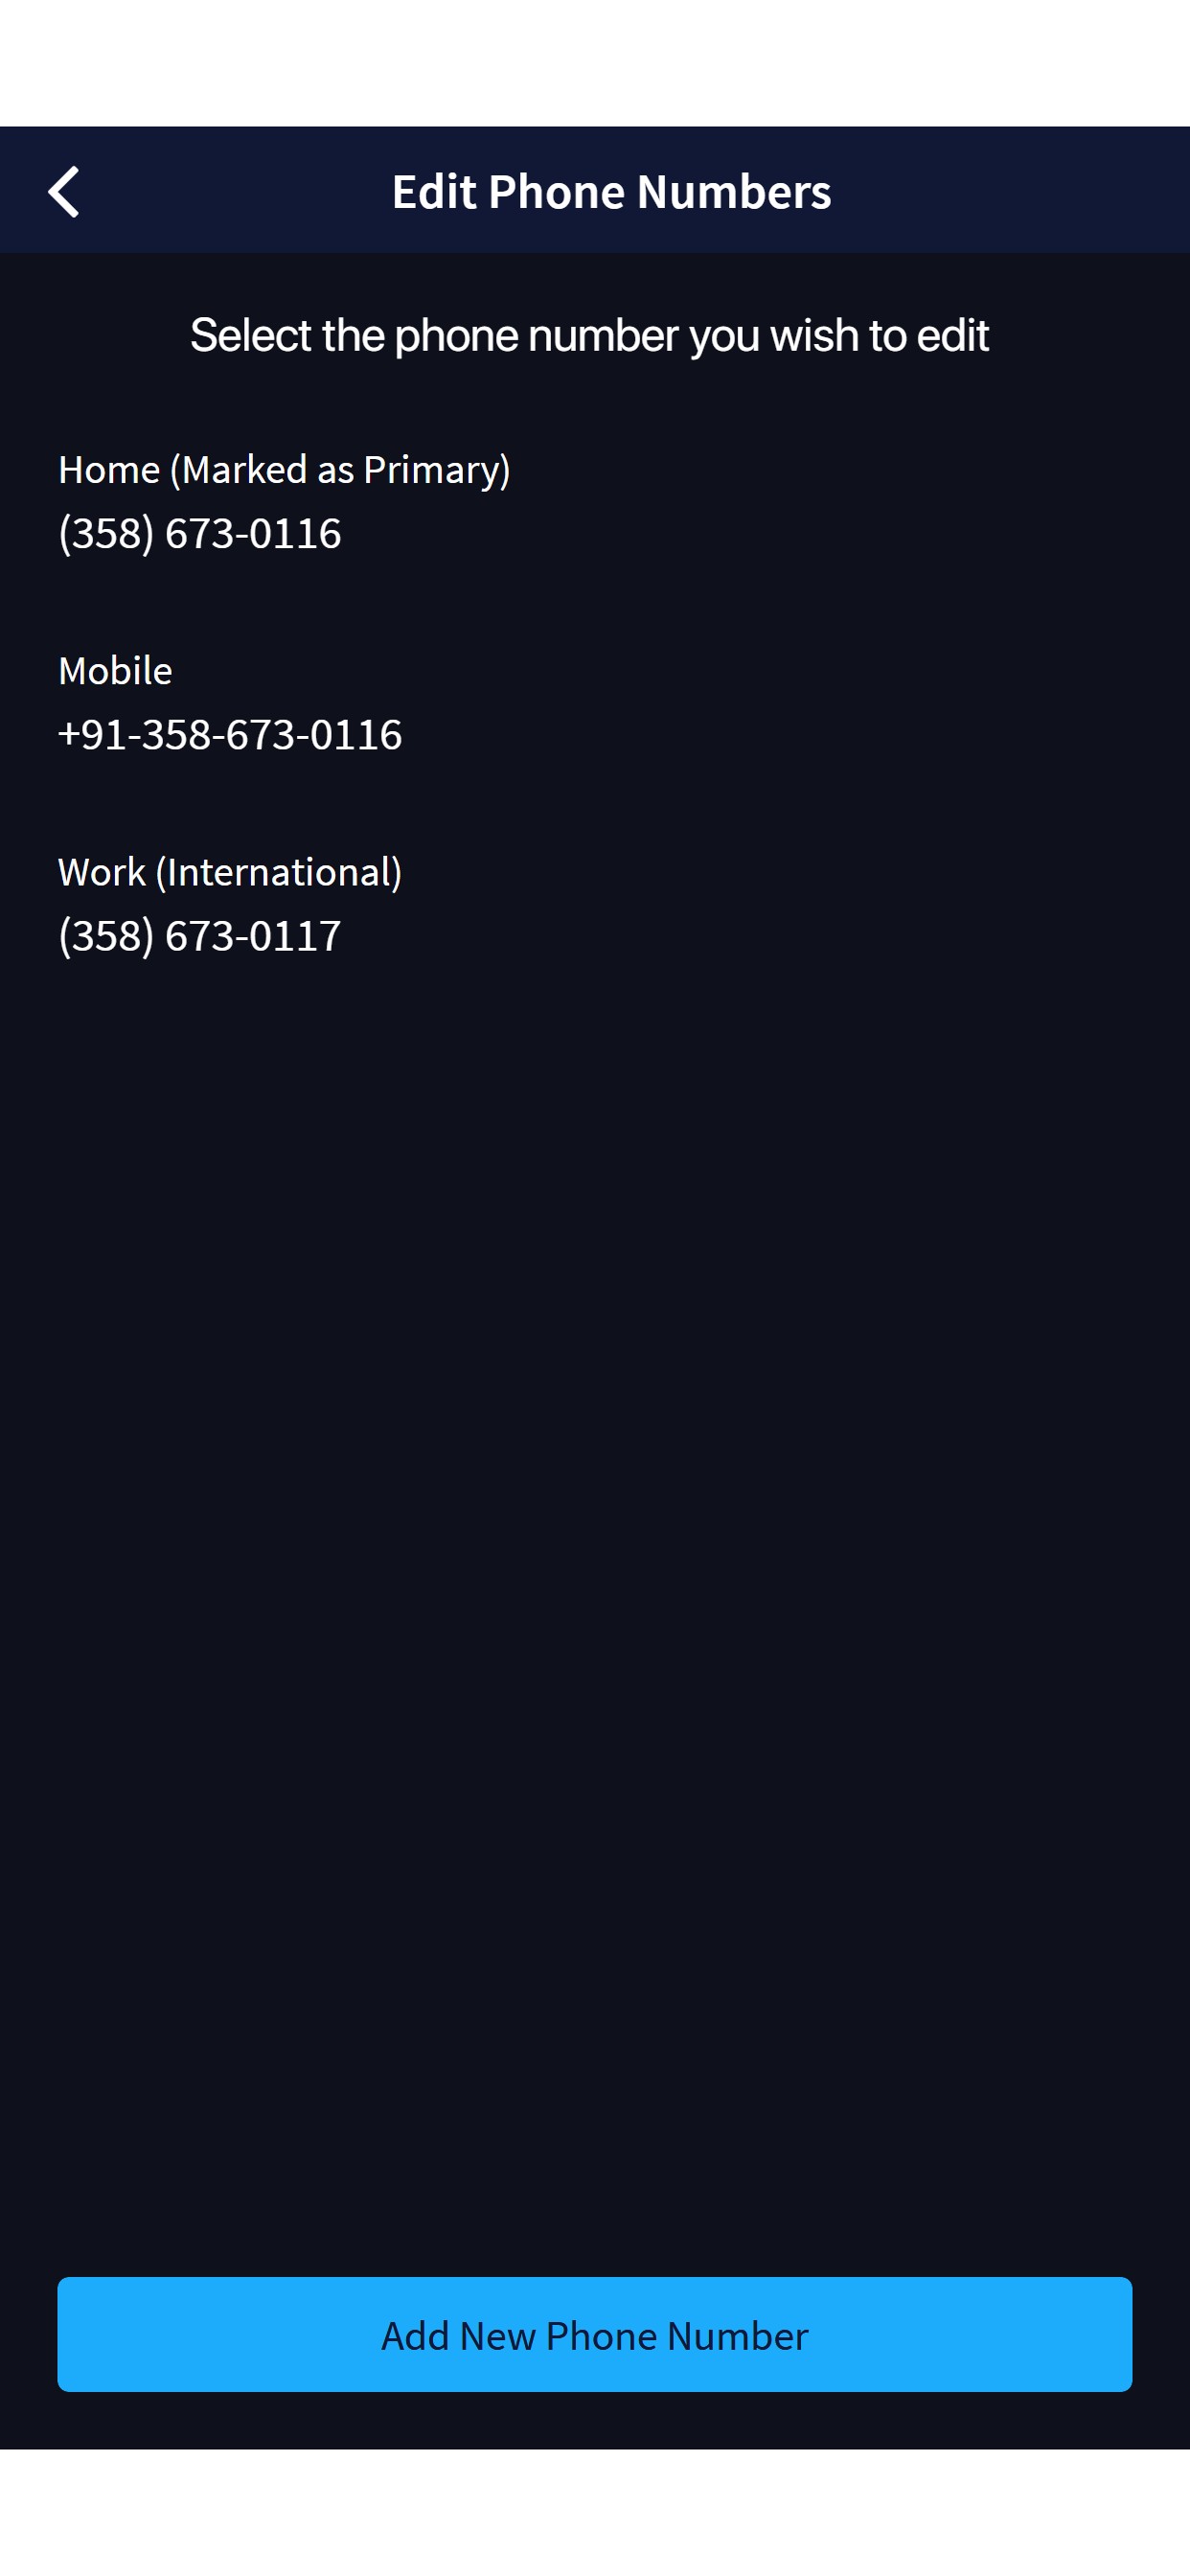 Edit Phone Numbers
Select the phone number you wish to edit
Home (Marked as Primary)
(358) 673-0116
Mobile
+91-358-673-0116
Work (International)
(358) 673-0117
Add New Phone Number